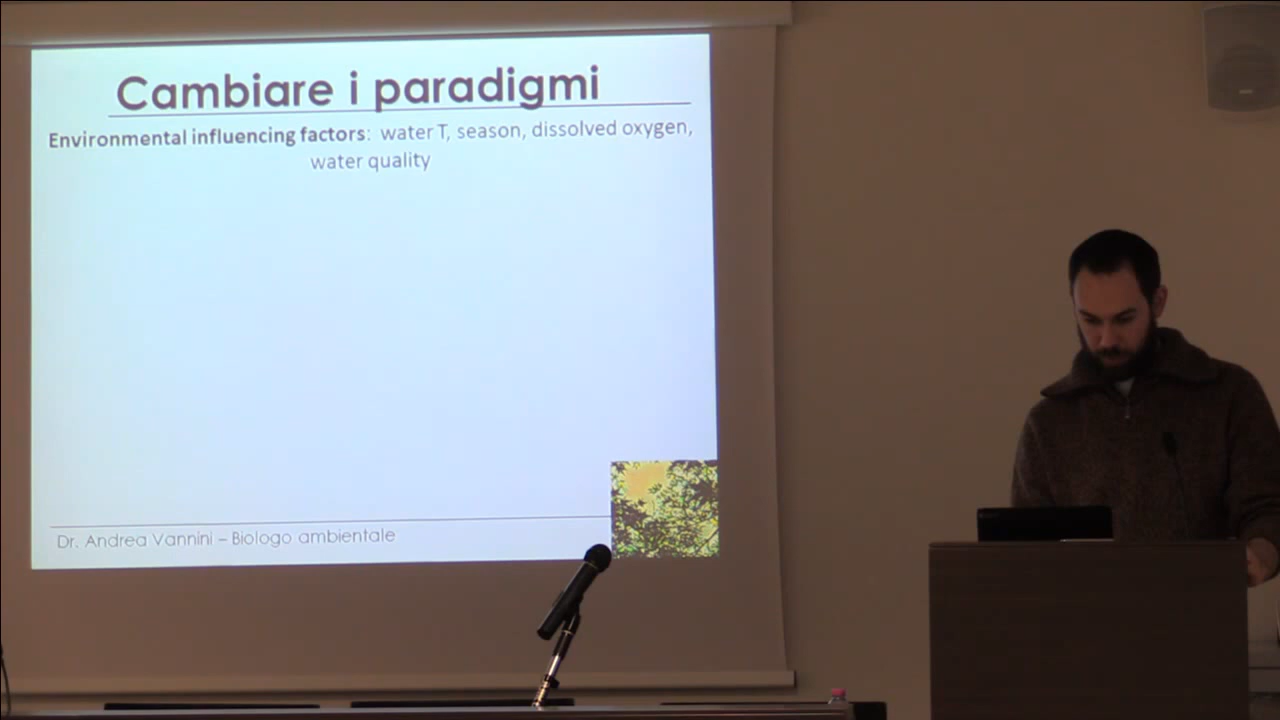 Cambiare i paradigmi
Environmental influencing factors: water T, season, dissolved oxygen,
water quality
Dr. Andrea Vannini – Biologo ambientale